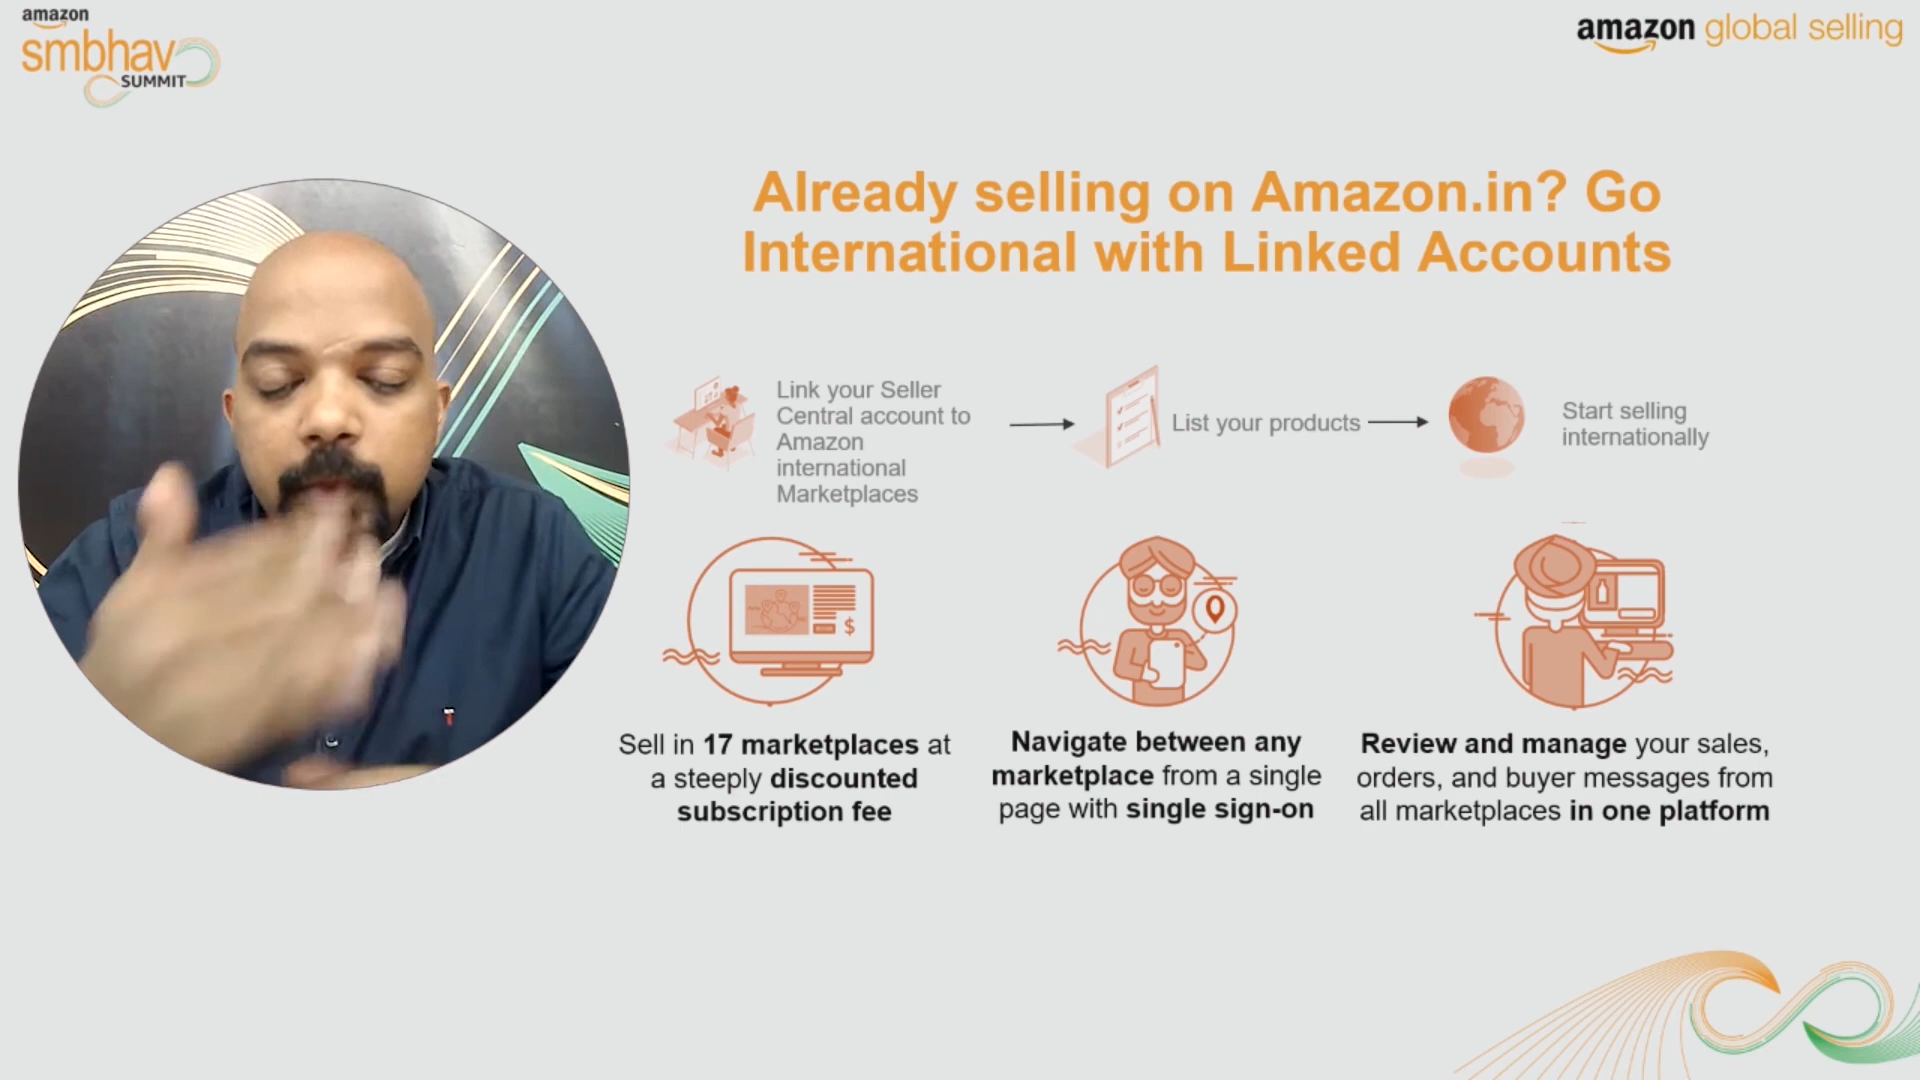 amazon
smbhav
SUMMIT
amazon global selling
Already selling on Amazon.in? Go
International with Linked Accounts
Link your Seller
Central account to
Amazon
international
Marketplaces
List your products
Start selling
internationally
$
Sell in 17 marketplaces at
a steeply discounted
subscription fee
Navigate between any
marketplace from a single
page with single sign-on
Review and manage your sales,
orders, and buyer messages from
all marketplaces in one platform